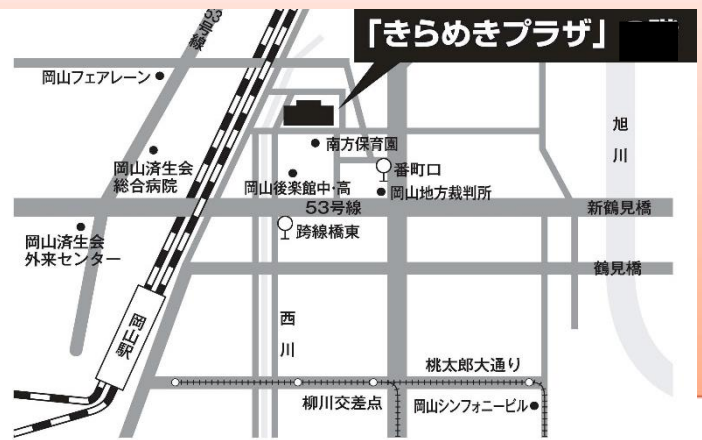 「きらめきプラザ」
53号線
岡山フェアレーン
旭川
南方保育園
岡山済生会
総合病院
番町口
岡山後楽館中・高
岡山地方裁判所
53号線
新鶴見橋
岡山済生会
外来センター
跨線橋東
鶴見橋
岡山駅
西川
桃太郎大通り
柳川交差点
岡山シンフォニービル